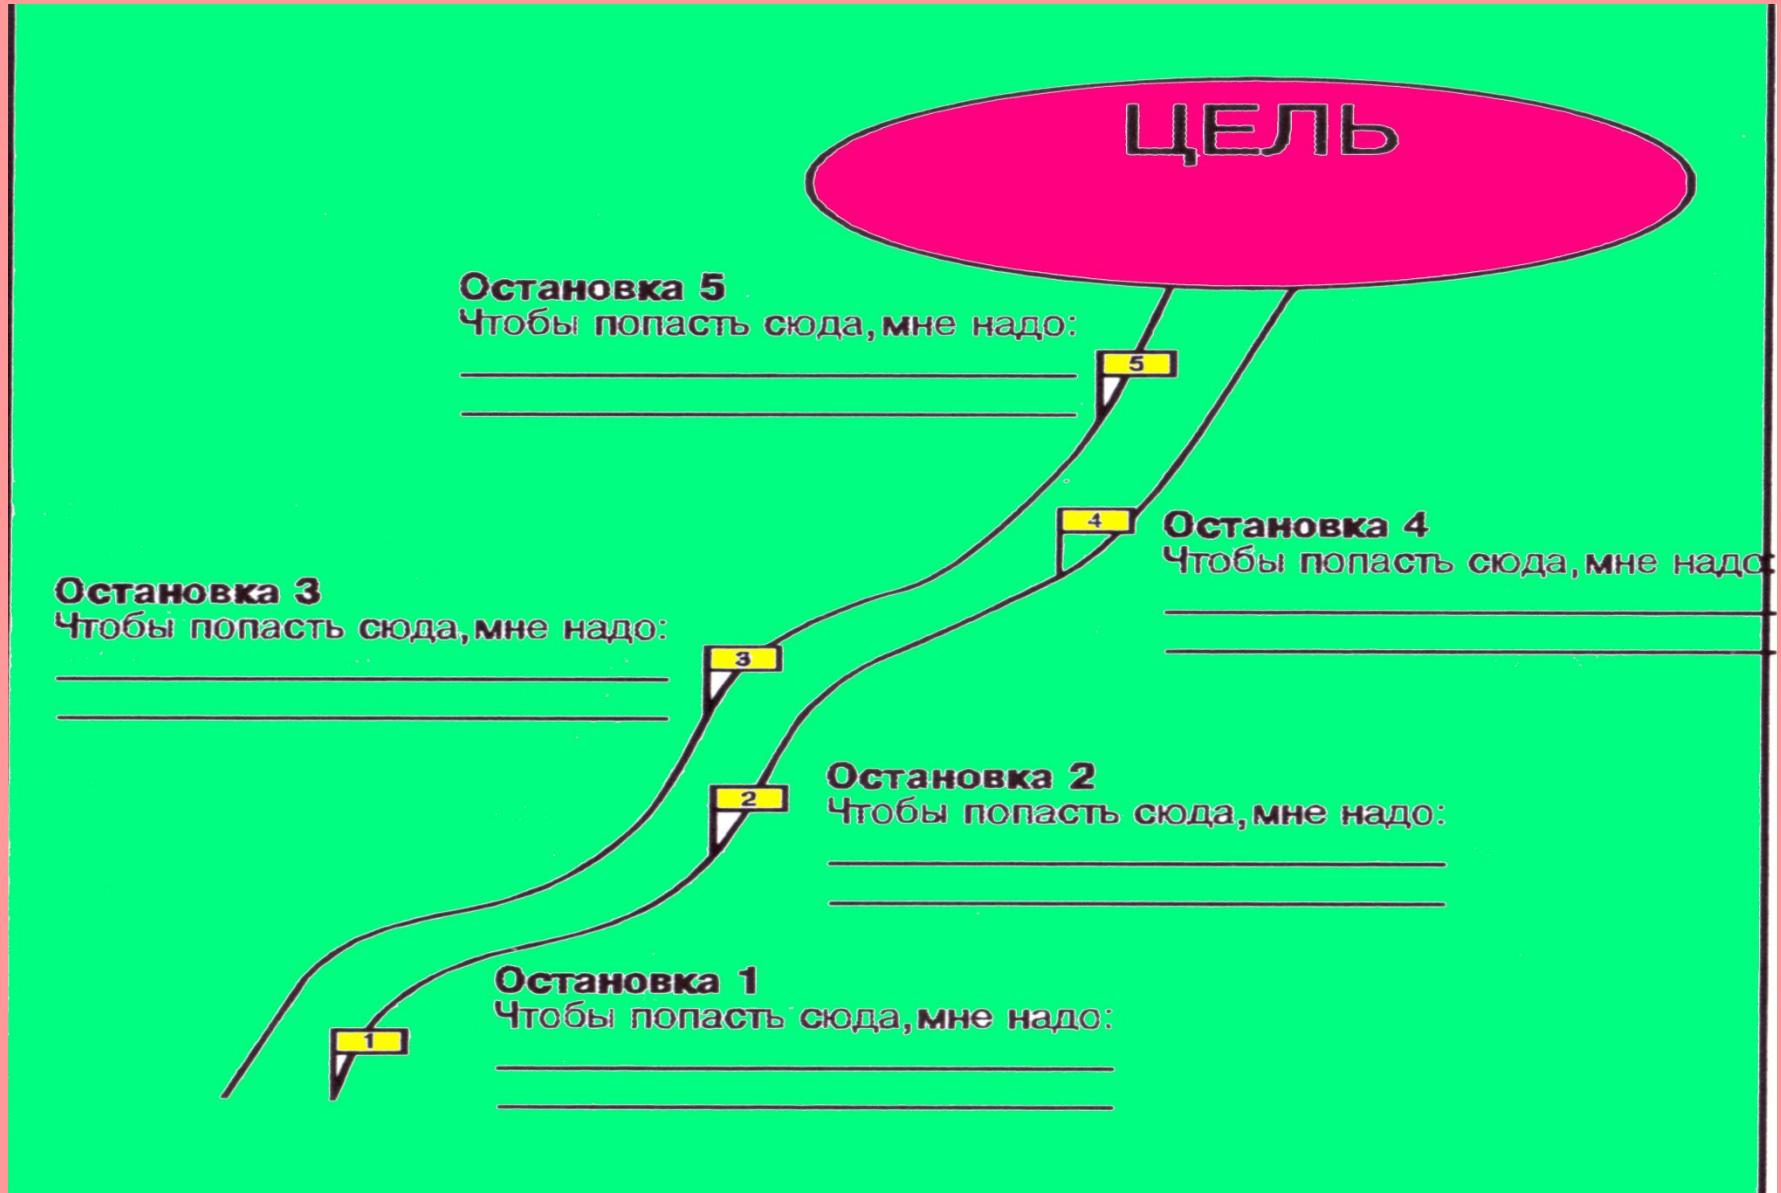 ЦЕЛЬ
Остановка 5
Чтобы попасть сюда, мне надо:
5
4
Остановка 4
Чтобы попасть сюда, мне надо:
Остановка 3
Чтобы попасть сюда, мне надо:
3
2
Остановка 2
Чтобы попасть сюда, мне надо:
Остановка 1
Чтобы попасть сюда, мне надо:
1